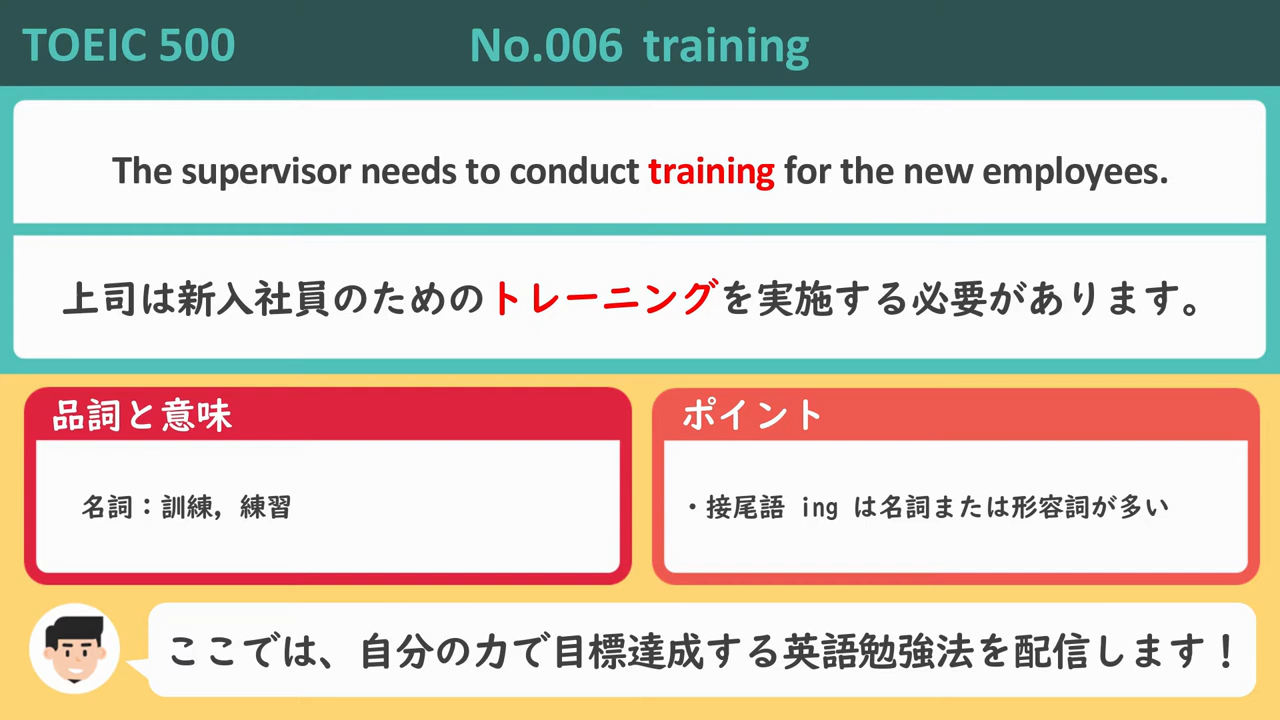 TOEIC 500
No.006 training
The supervisor needs to conduct training for the new employees.
上司は新入社員のためのトレーニングを実施する必要があります。
品詞と意味
名詞：訓練，練習
ポイント
・接尾語 ing は名詞または形容詞が多い
ここでは、自分の力で目標達成する英語勉強法を配信します！